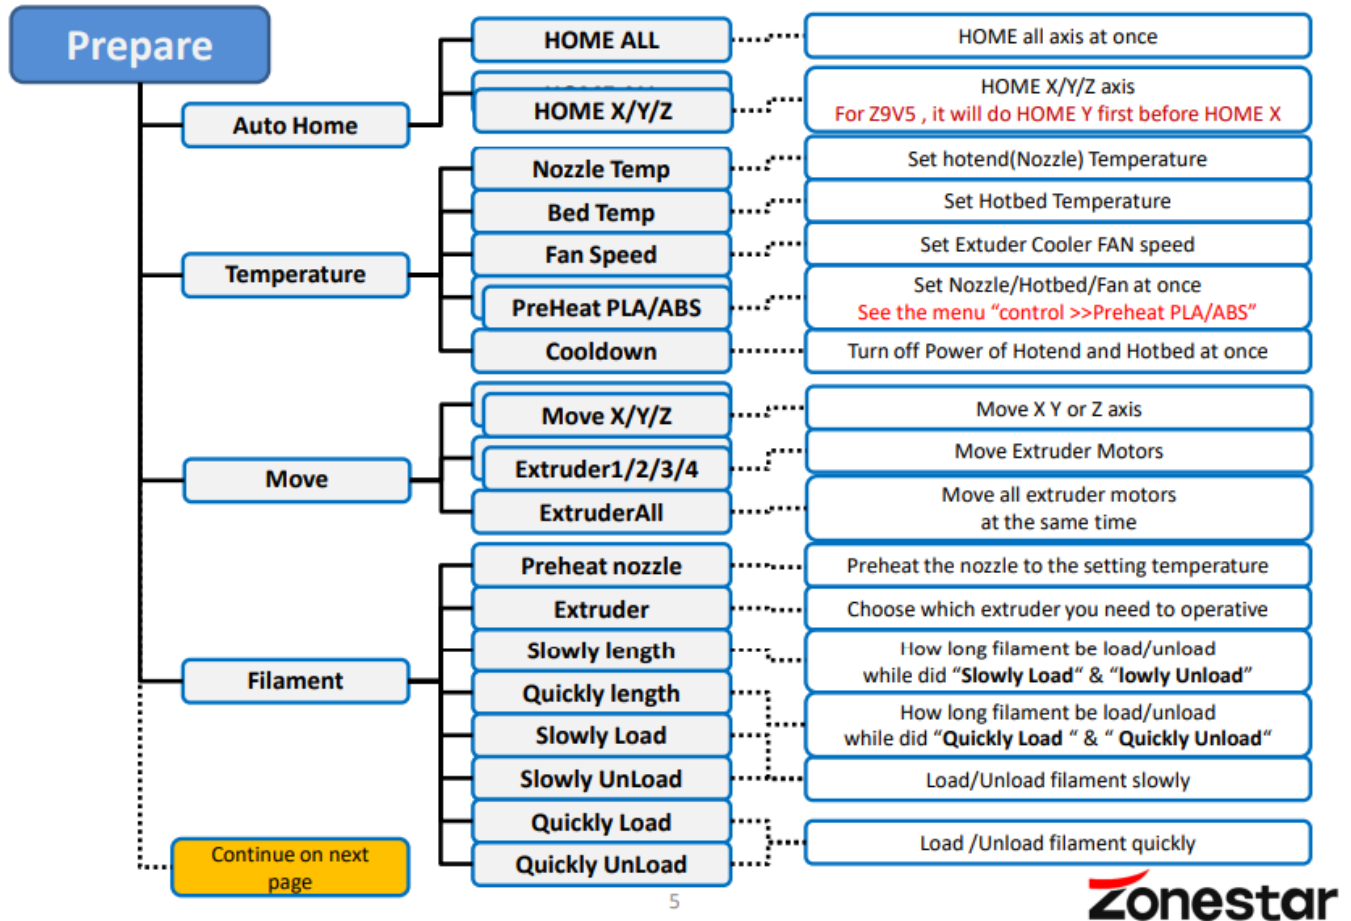 Prepare
HOME ALL
HOME all axis at once
HOME X/Y/Z
HOME X/Y/Z axis
For Z9V5 , it will do HOME Y first before HOME X
Auto Home
Nozzle Temp
Set hotend(Nozzle) Temperature
Bed Temp
Set Hotbed Temperature
Fan Speed
Set Extuder Cooler FAN speed
Temperature
PreHeat PLA/ABS
Set Nozzle/Hotbed/Fan at once
See the menu “control >>Preheat PLA/ABS”
Cooldown
Turn off Power of Hotend and Hotbed at once
Move X/Y/Z
Move X Y or Z axis
Move
Extruder1/2/3/4
Move Extruder Motors
ExtruderAll
Move all extruder motors
at the same time
Preheat nozzle
Preheat the nozzle to the setting temperature
Extruder
Choose which extruder you need to operative
Slowly length
How long filament be load/unload
while did “Slowly Load“ & “lowly Unload”
Filament
Quickly length
How long filament be load/unload
while did “Quickly Load “ & “ Quickly Unload“
Slowly Load
Slowly UnLoad
Load/Unload filament slowly
Quickly Load
Load /Unload filament quickly
Quickly UnLoad
Continue on next
page
5
Zonestar